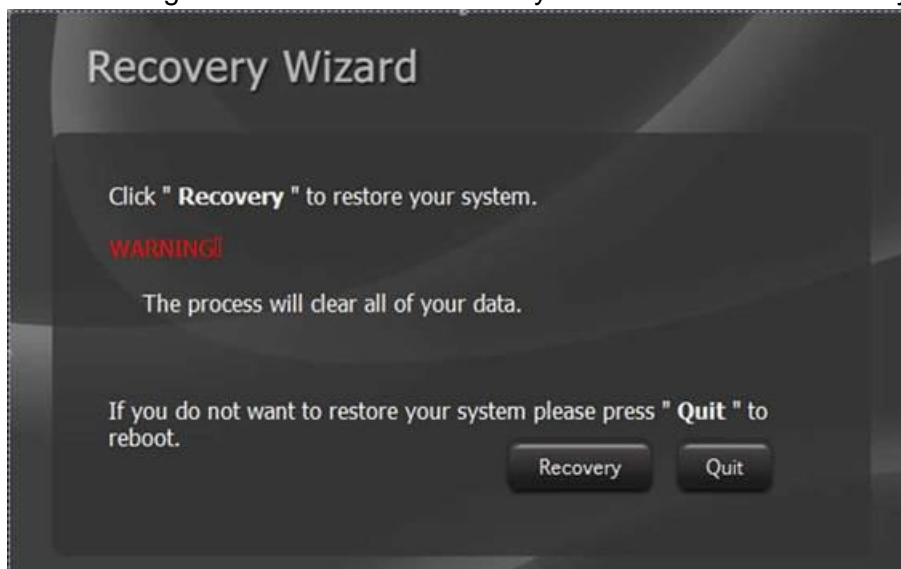 Recovery Wizard
Click " Recovery " to restore your system.
WARNING
The process will clear all of your data.
If you do not want to restore your system please press " Quit " to
reboot.
Recovery Quit